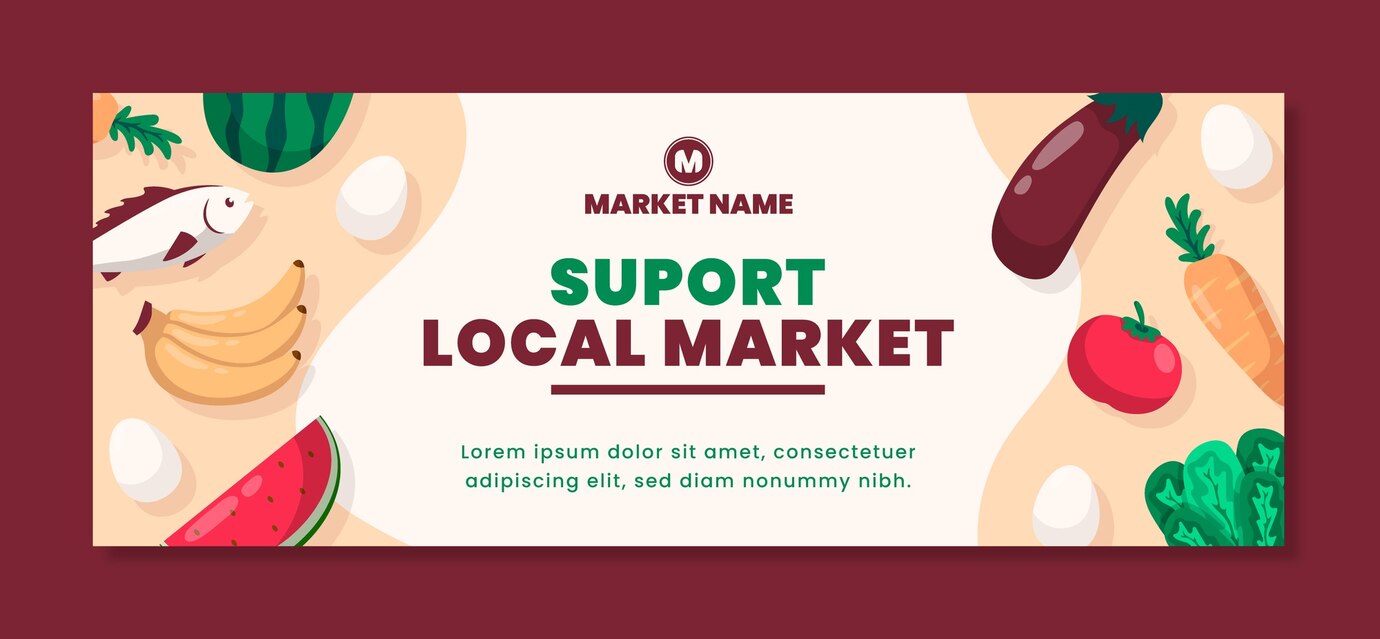 M
MARKET NAME
SUPORT
LOCAL MARKET
Lorem ipsum dolor sit amet, consectetuer
adipiscing elit, sed diam nonummy nibh.